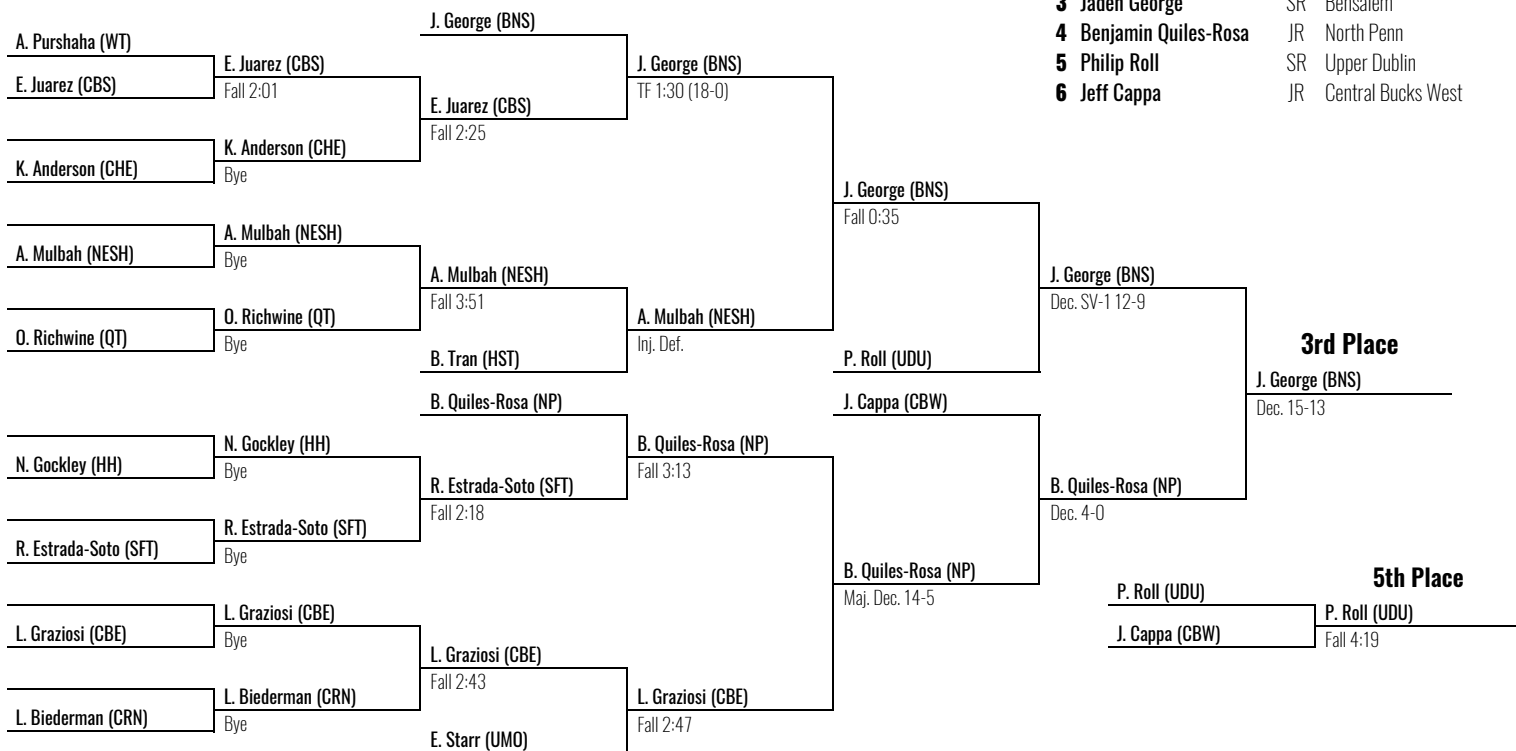 3 Jaden George SR Bensalem
4 Benjamin Quiles-Rosa JR North Penn
5 Philip Roll SR Upper Dublin
6 Jeff Cappa JR Central Bucks West
A. Purshaha (WT)
E. Juarez (CBS)
K. Anderson (CHE)
A. Mulbah (NESH)
O. Richwine (QT)
N. Gockley (HH)
R. Estrada-Soto (SFT)
L. Graziosi (CBE)
L. Biederman (CRN)
E. Juarez (CBS)
Fall 2:01
K. Anderson (CHE)
Bye
A. Mulbah (NESH)
Bye
O. Richwine (QT)
Bye
N. Gockley (HH)
Bye
R. Estrada-Soto (SFT)
Bye
L. Graziosi (CBE)
Bye
L. Biederman (CRN)
Bye
J. George (BNS)
E. Juarez (CBS)
Fall 2:25
A. Mulbah (NESH)
Fall 3:51
B. Tran (HST)
B. Quiles-Rosa (NP)
R. Estrada-Soto (SFT)
Fall 2:18
L. Graziosi (CBE)
Fall 2:43
E. Starr (UMO)
J. George (BNS)
TF 1:30 (18-0)
A. Mulbah (NESH)
Inj. Def.
B. Quiles-Rosa (NP)
Fall 3:13
L. Graziosi (CBE)
Fall 2:47
J. George (BNS)
Fall 0:35
P. Roll (UDU)
J. Cappa (CBW)
B. Quiles-Rosa (NP)
Maj. Dec. 14-5
J. George (BNS)
Dec. SV-1 12-9
B. Quiles-Rosa (NP)
Dec. 4-0
3rd Place
J. George (BNS)
Dec. 15-13
5th Place
P. Roll (UDU)
J. Cappa (CBW)
P. Roll (UDU)
Fall 4:19